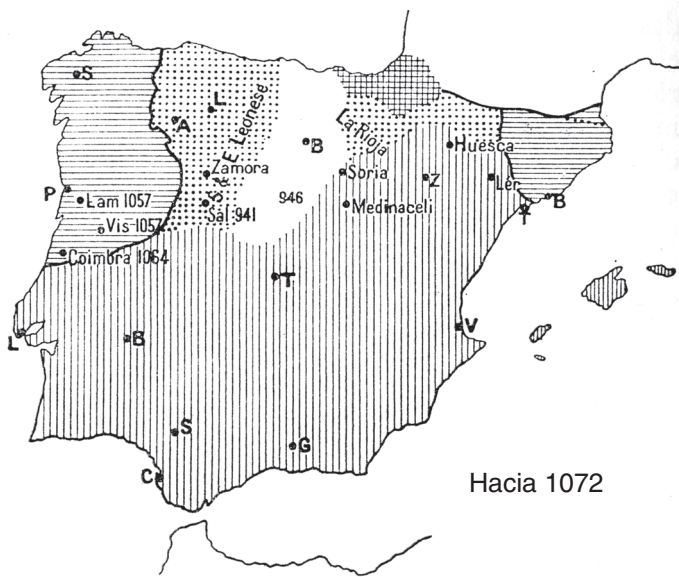 S
L
A
S. & E. Leonese
La Rioja
B
Huesca
Zamora
Soria
Z
Lér.
P
Lam 1057
Sal 941
946
Medinaceli
B
T
Vis 1057
Coimbra 1064
T
L
B
V
S
G
C
Hacia 1072